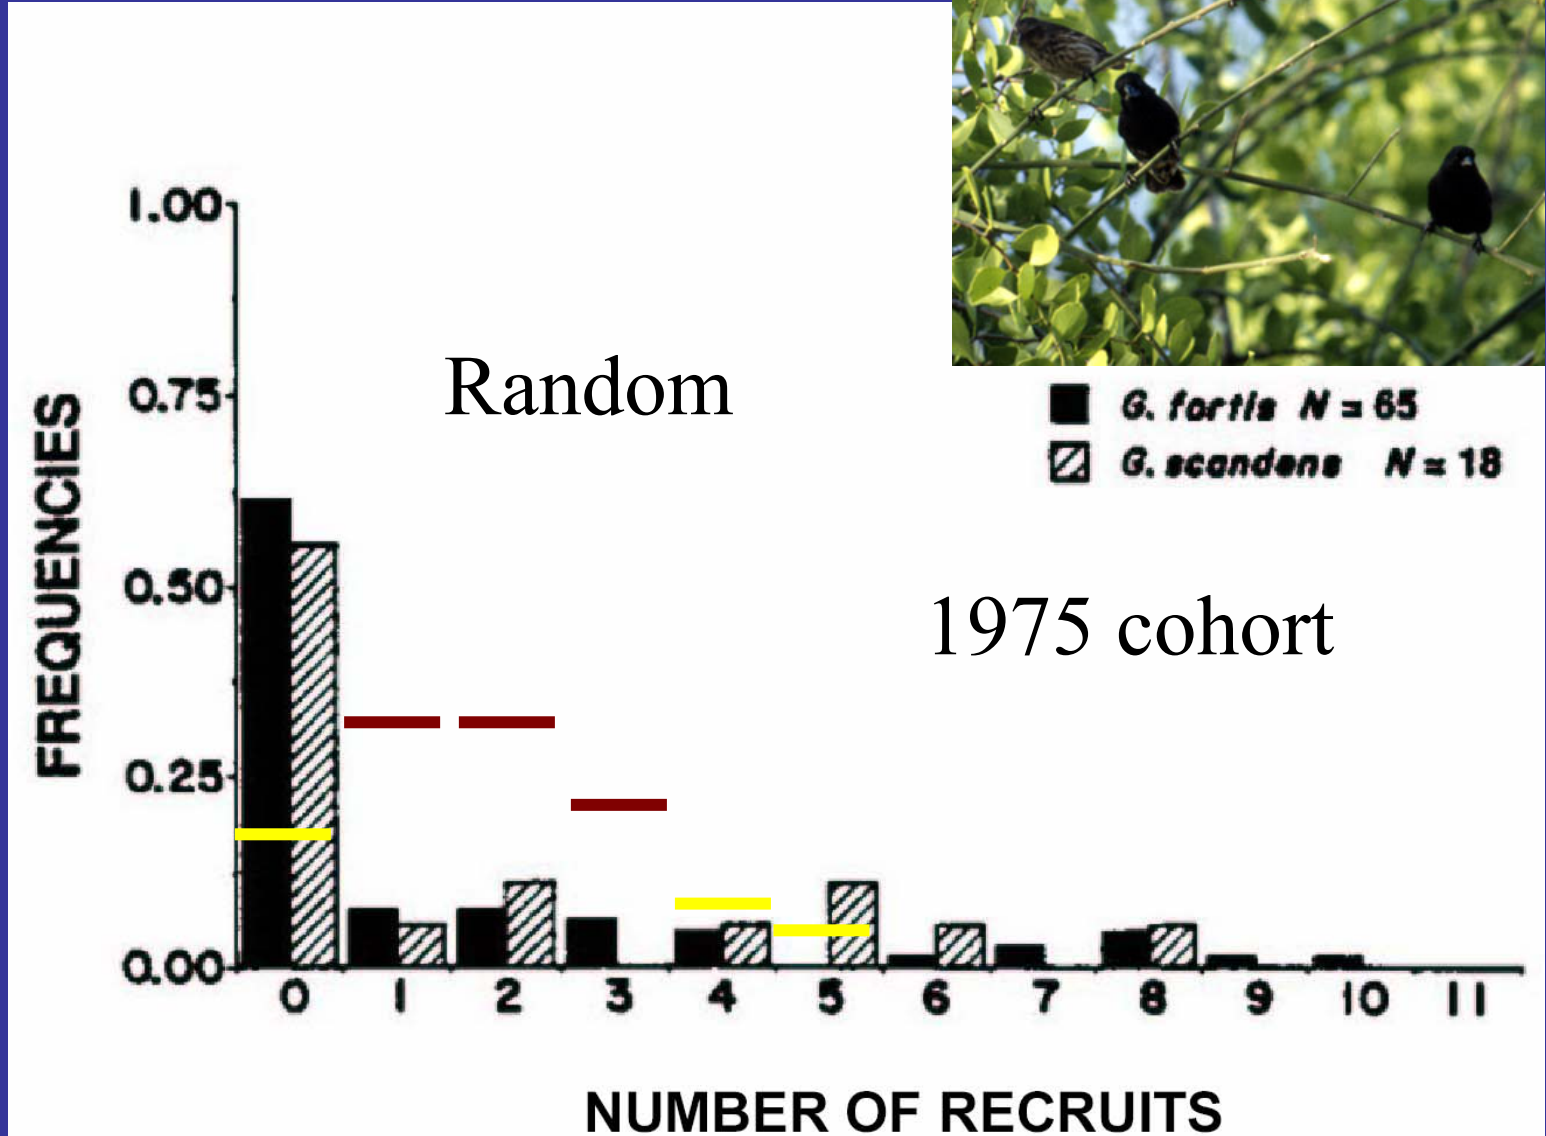 1.00
0.75
0.50
0.25
0.00
FREQUENCIES
Random
G. fortis N = 65
G. scandens N = 18
1975 cohort
0 1 2 3 4 5 6 7 8 9 10 11
NUMBER OF RECRUITS